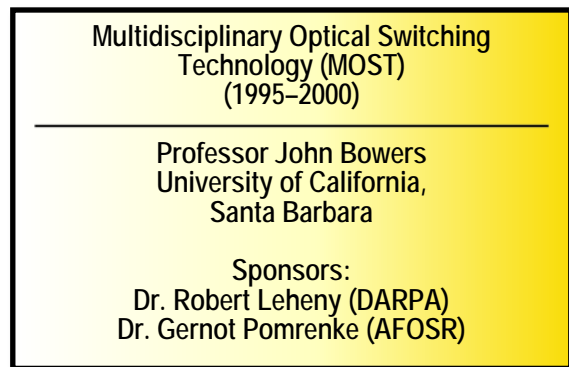 Multidisciplinary Optical Switching
Technology (MOST)
(1995–2000)
Professor John Bowers
University of California,
Santa Barbara
Sponsors:
Dr. Robert Leheny (DARPA)
Dr. Gernot Pomrenke (AFOSR)